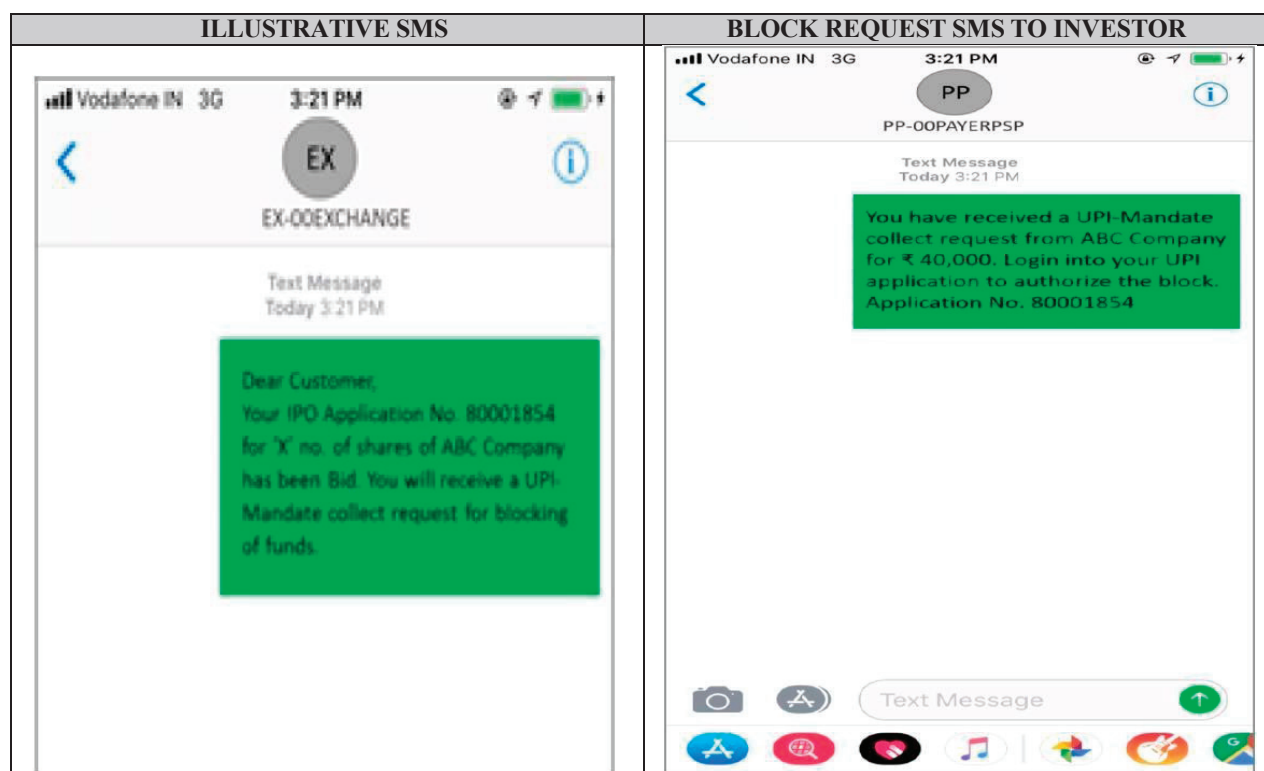 ILLUSTRATIVE SMS
Vodafone IN 3G 3:21 PM
EX
EX-00EXCHANGE
Text Message
Today 3:21 PM
Dear Customer,
Your IPO Application No. 80001854
for 'X' no. of shares of ABC Company
has been Bid. You will receive a UPI-
Mandate collect request for blocking
of funds.
BLOCK REQUEST SMS TO INVESTOR
Vodafone IN 3G 3:21 PM
PP
PP-00PAYERPSP
Text Message
Today 3:21 PM
You have received a UPI-Mandate
collect request from ABC Company
for ₹ 40,000. Login into your UPI
application to authorize the block.
Application No. 80001854
Text Message
G